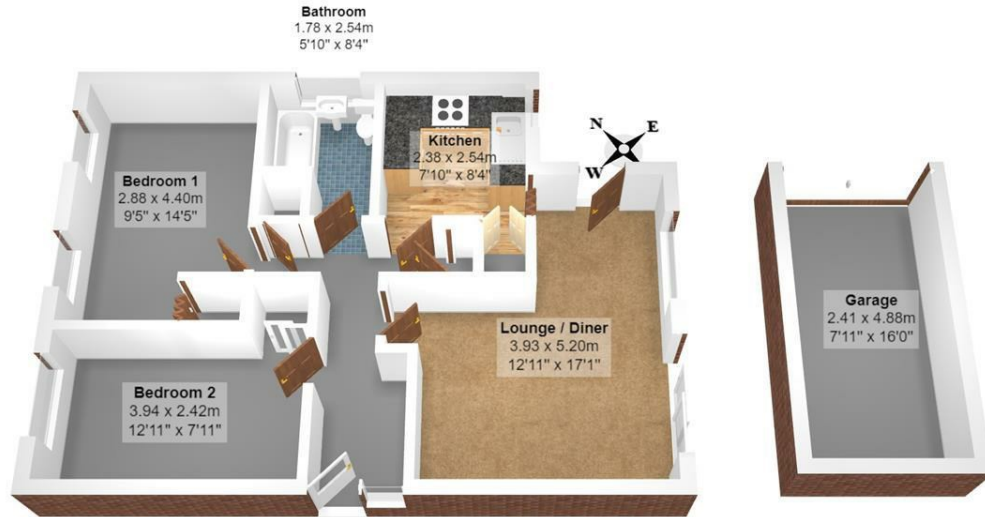 Bathroom
1.78 x 2.54m
5'10" x 8'4"
Kitchen
2.38 x 2.54m
7'10" x 8'4"
N
E
W
Bedroom 1
2.88 x 4.40m
9'5" x 14'5"
Lounge / Diner
3.93 x 5.20m
12'11" x 17'1"
Garage
2.41 x 4.88m
7'11" x 16'0"
Bedroom 2
3.94 x 2.42m
12'11" x 7'11"